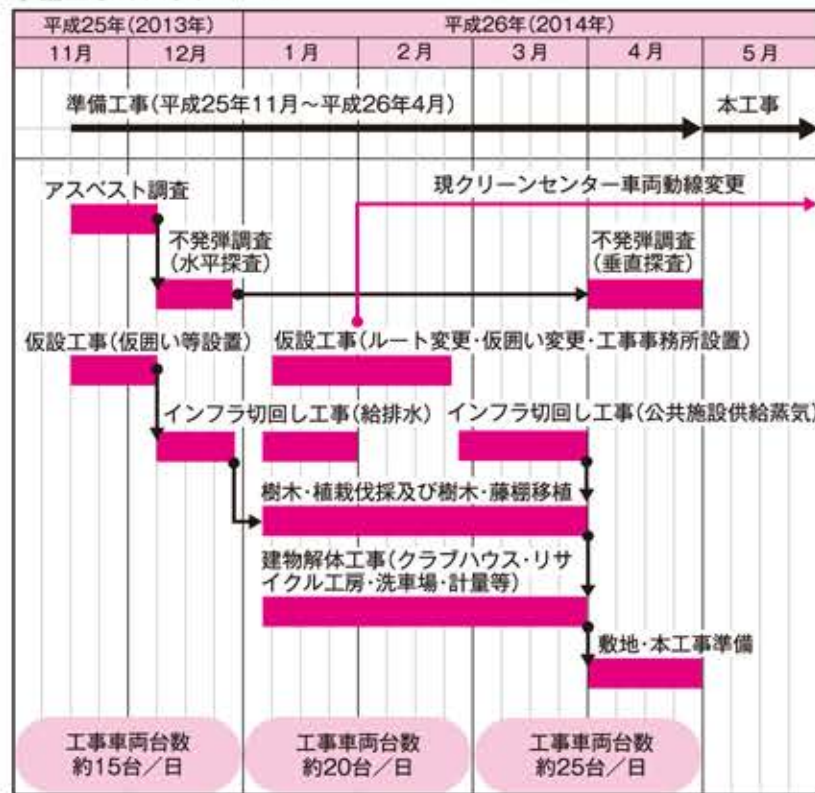 平成25年(2013年) 平成26年(2014年)
11月 12月 1月 2月 3月 4月 5月
準備工事(平成25年11月～平成26年4月) 本工事
現クリーンセンター車両動線変更
アスベスト調査
不発弾調査
(水平探査)
不発弾調査
(垂直探査)
仮設工事(仮囲い等設置) 仮設工事(ルート変更・仮囲い変更・工事事務所設置)
インフラ切回し工事(給排水) インフラ切回し工事(公共施設供給蒸気)
樹木・植栽伐採及び樹木・藤棚移植
建物解体工事(クラブハウス・リサ
イクル工房・洗車場・計量等)
敷地・本工事準備
工事車両台数
約15台／日
工事車両台数
約20台／日
工事車両台数
約25台／日